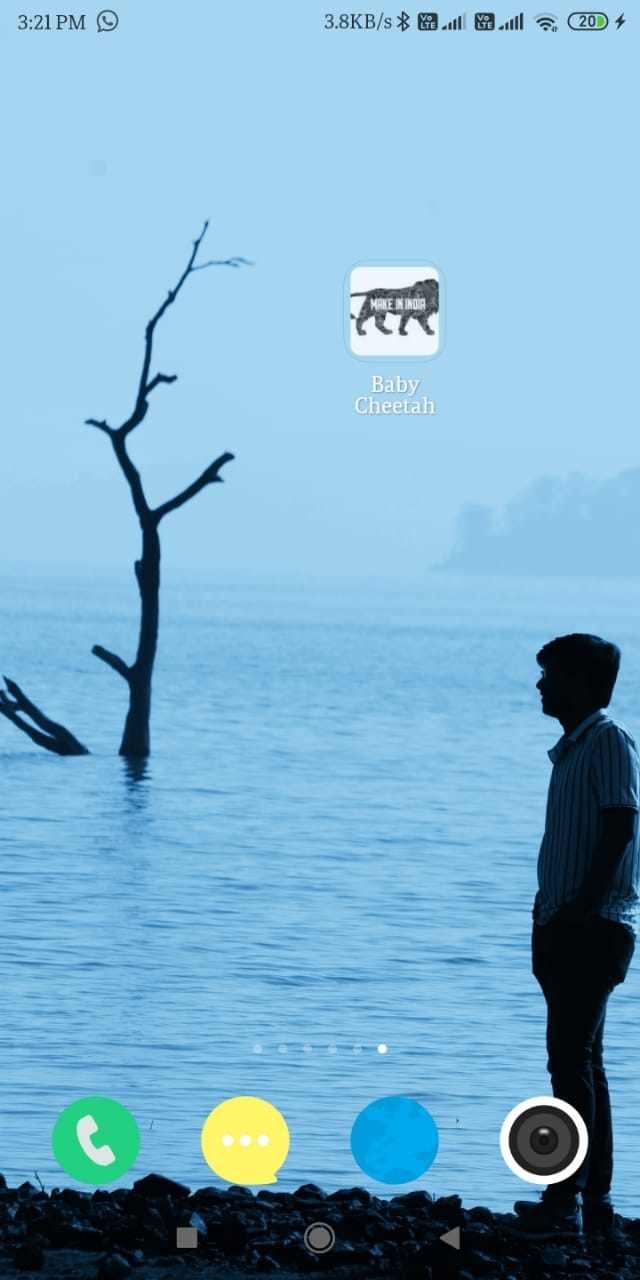 3:21 PM
3.8KB/s Vo LTE Vo LTE 20
MAKE IN INDIA
Baby
Cheetah